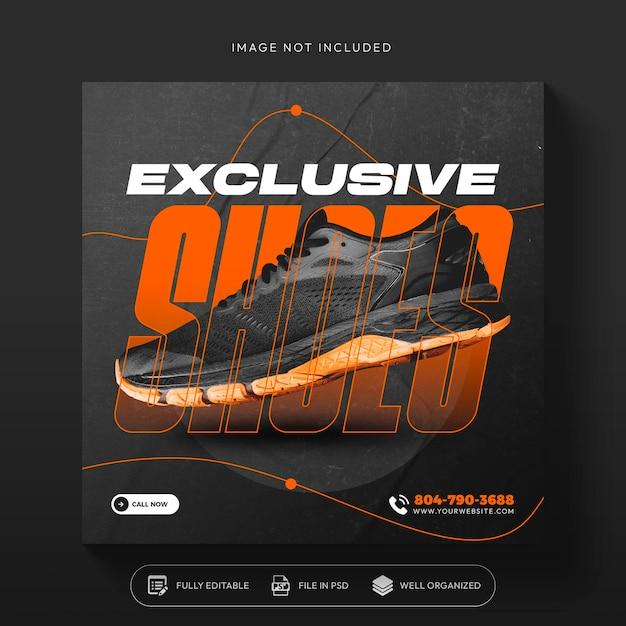 IMAGE NOT INCLUDED
EXCLUSIVE
SHOES
CALL NOW
804-790-3688
WWW.YOURWEBSITE.COM
FULLY EDITABLE
FILE IN PSD
WELL ORGANIZED